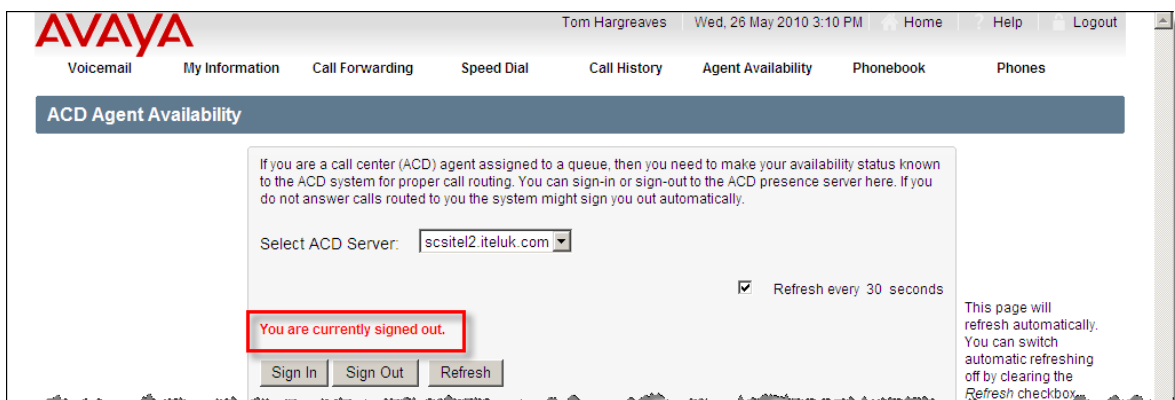 AVAYA
Tom Hargreaves Wed, 26 May 2010 3:10 PM Home ? Help Logout
Voicemail My Information Call Forwarding Speed Dial Call History Agent Availability Phonebook Phones
ACD Agent Availability
If you are a call center (ACD) agent assigned to a queue, then you need to make your availability status known
to the ACD system for proper call routing. You can sign-in or sign-out to the ACD presence server here. If you
do not answer calls routed to you the system might sign you out automatically.
Select ACD Server: scsitel2.iteluk.com
Refresh every 30 seconds
You are currently signed out.
Sign In Sign Out Refresh
This page will
refresh automatically.
You can switch
automatic refreshing
off by clearing the
Refresh checkbox